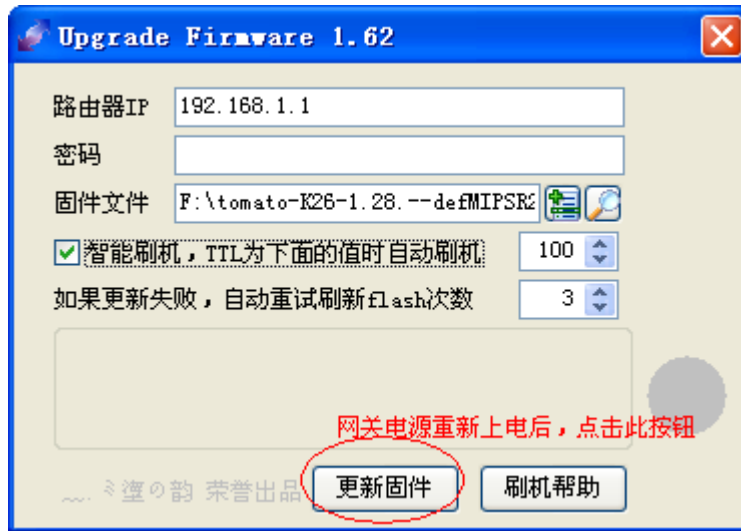 Upgrade Firmware 1.62
路由器IP 192.168.1.1
密码
固件文件 F:\tomato-K26-1.28.--defMIPSR2
智能刷机，TTL为下面的值时自动刷机 100
如果更新失败，自动重试刷新flash次数 3
网关电源重新上电后，点击此按钮
荣誉出品 更新固件 刷机帮助